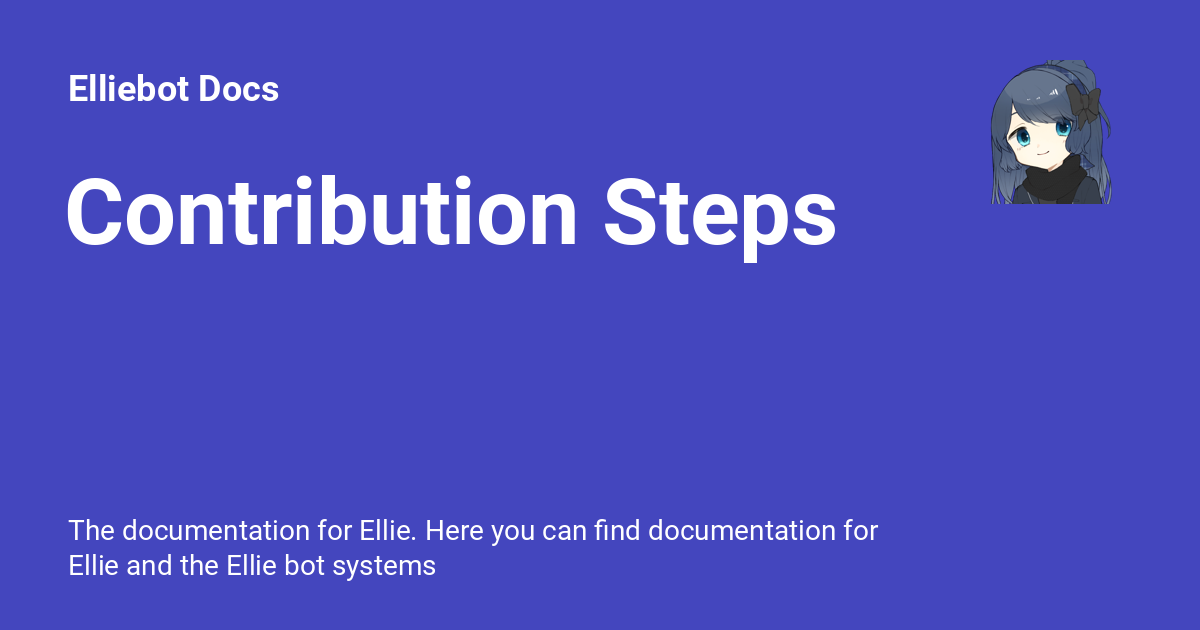 Elliebot Docs
Contribution Steps
The documentation for Ellie. Here you can find documentation for
Ellie and the Ellie bot systems